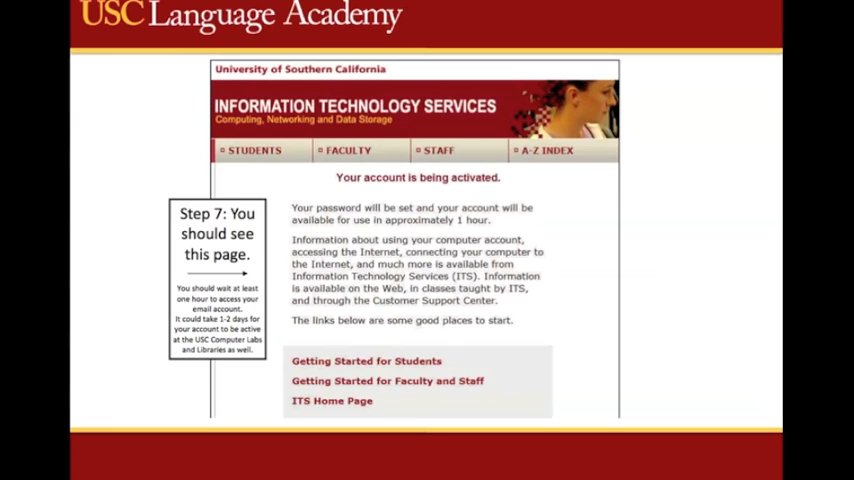 USC Language Academy
University of Southern California
INFORMATION TECHNOLOGY SERVICES
Computing, Networking and Data Storage
STUDENTS
FACULTY
STAFF
A-Z INDEX
Your account is being activated.
Step 7: You
should see
this page.
You should wait at least
one hour to access your
email account.
It could take 1-2 days for
your account to be active
at the USC Computer Labs
and Libraries as well.
Your password will be set and your account will be
available for use in approximately 1 hour.
Information about using your computer account,
accessing the Internet, connecting your computer to
the Internet, and much more is available from
Information Technology Services (ITS). Information
is available on the Web, in classes taught by ITS,
and through the Customer Support Center.
The links below are some good places to start.
Getting Started for Students
Getting Started for Faculty and Staff
ITS Home Page